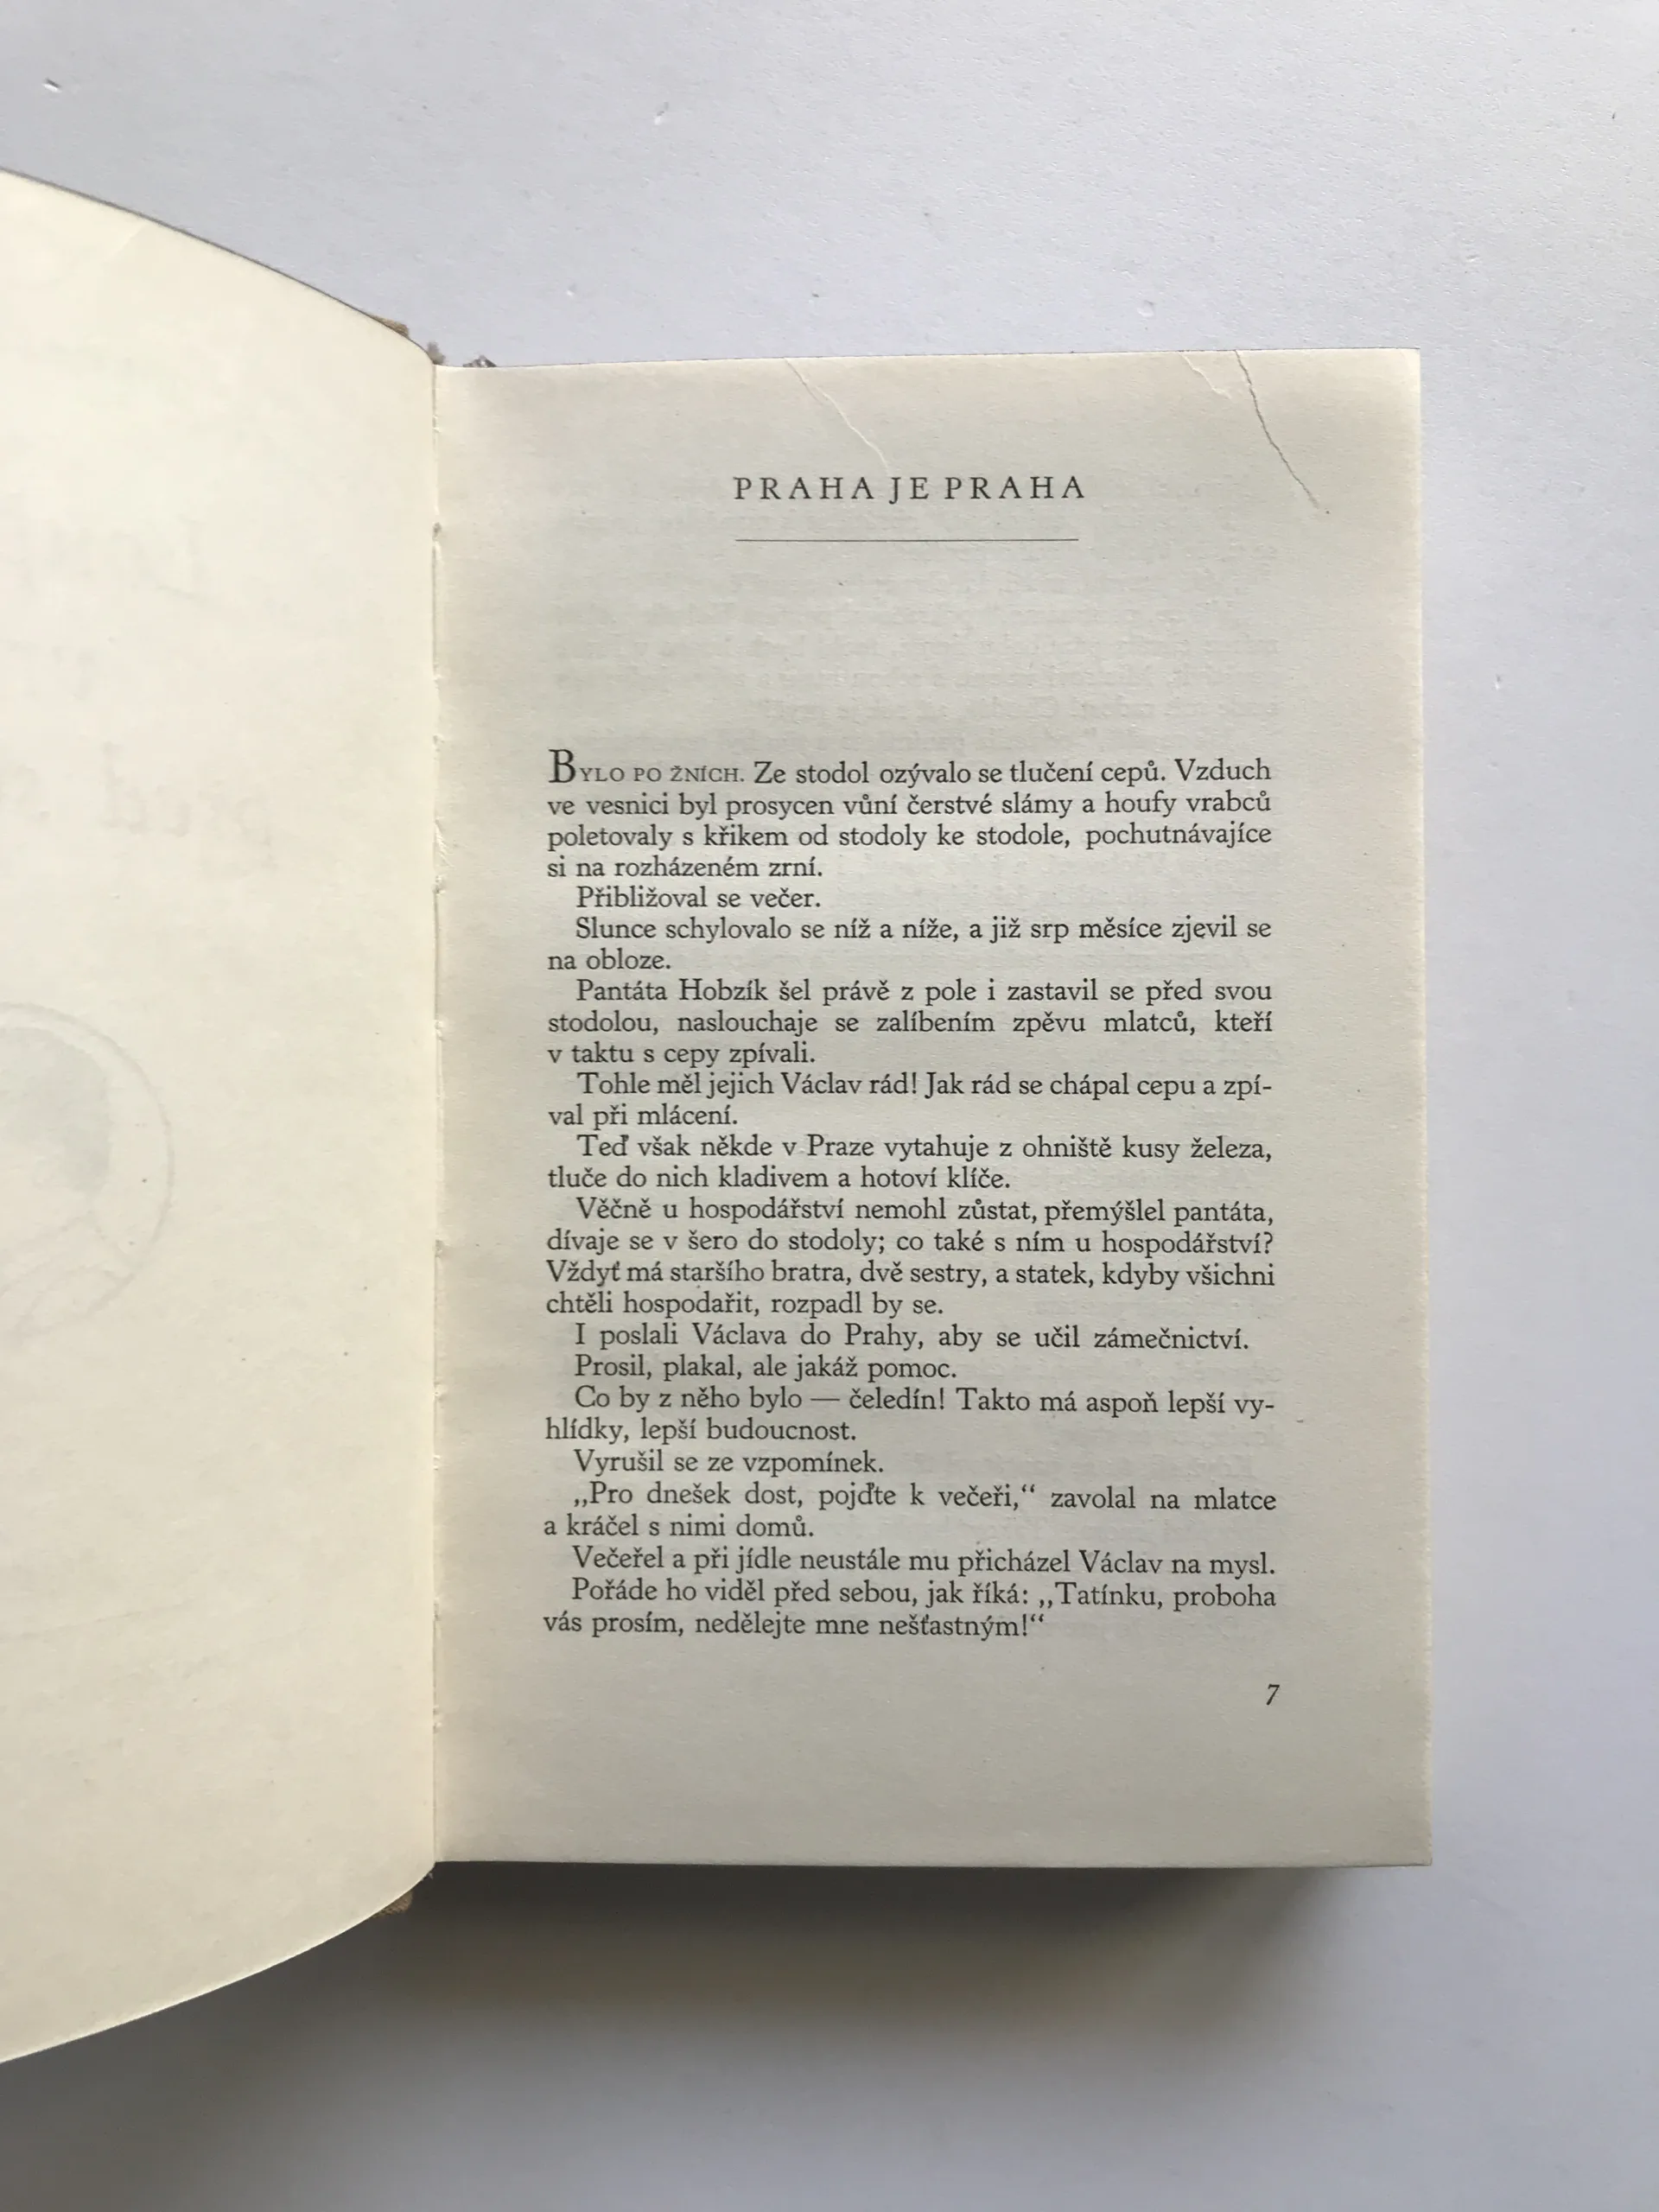 PRAHA JE PRAHA
BYLO PO ŽNÍCH. Ze stodol ozývalo se tlučení cepů. Vzduch
ve vesnici byl prosycen vůní čerstvé slámy a houfy vrabců
poletovaly s křikem od stodoly ke stodole, pochutnávajíce
si na rozházeném zrní.
Přibližoval se večer.
Slunce schylovalo se níž a níže, a již srp měsíce zjevil se
na obloze.
Pantáta Hobzík šel právě z pole i zastavil se před svou
stodolou, naslouchaje se zalíbením zpěvu mlatců, kteří
v taktu s cepy zpívali.
Tohle měl jejich Václav rád! Jak rád se chápal cepu a zpí-
val při mlácení.
Teď však někde v Praze vytahuje z ohniště kusy železa,
tluče do nich kladivem a hotoví klíče.
Věčně u hospodářství nemohl zůstat, přemýšlel pantáta,
dívaje se v šero do stodoly; co také s ním u hospodářství?
Vždyť má staršího bratra, dvě sestry, a statek, kdyby všichni
chtěli hospodařit, rozpadl by se.
I poslali Václava do Prahy, aby se učil zámečnictví.
Prosil, plakal, ale jakáž pomoc.
Co by z něho bylo — čeledín! Takto má aspoň lepší vy-
hlídky, lepší budoucnost.
Vyrušil se ze vzpomínek.
„Pro dnešek dost, pojďte k večeři,“ zavolal na mlatce
a kráčel s nimi domů.
Večeřel a při jídle neustále mu přicházel Václav na mysl.
Pořáde ho viděl před sebou, jak říká: „Tatínku, proboha
vás prosím, nedělejte mne nešťastným!“
7